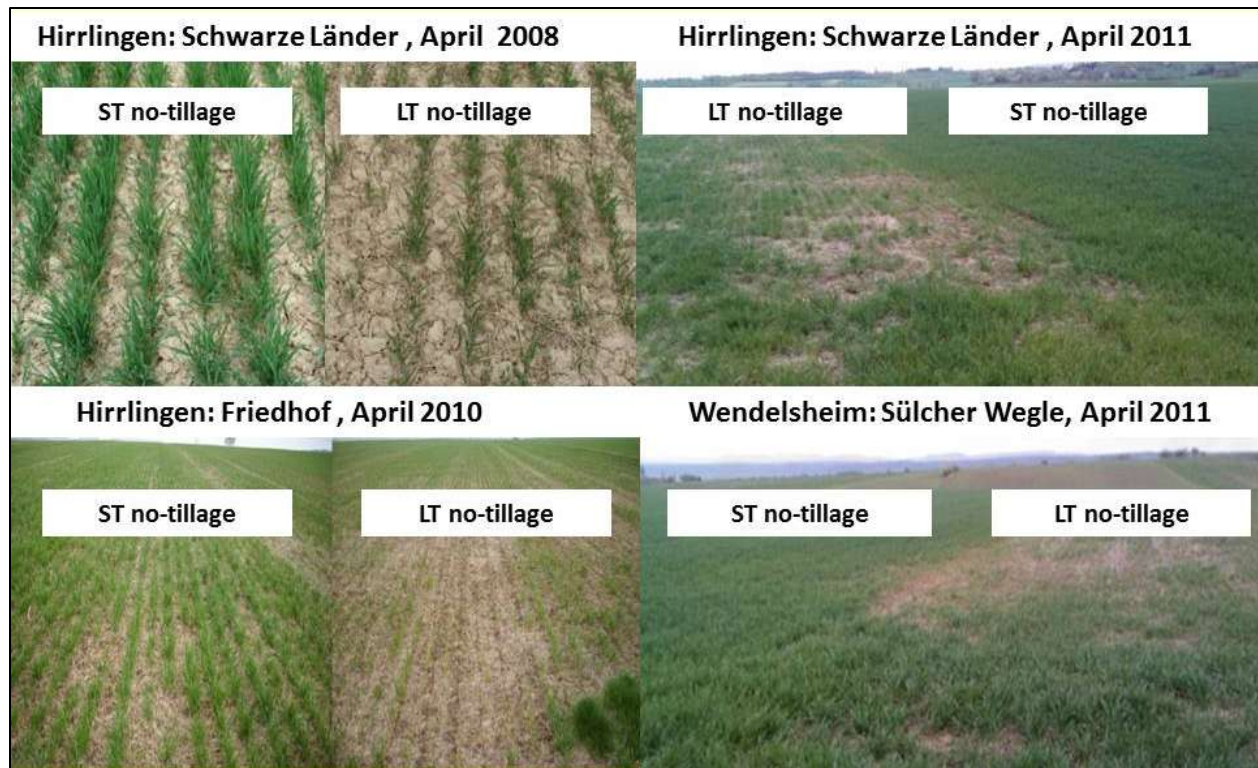 Hirrlingen: Schwarze Länder , April 2008
ST no-tillage
LT no-tillage
Hirrlingen: Schwarze Länder , April 2011
LT no-tillage
ST no-tillage
Hirrlingen: Friedhof , April 2010
ST no-tillage
LT no-tillage
Wendelsheim: Sülcher Wegle, April 2011
ST no-tillage
LT no-tillage